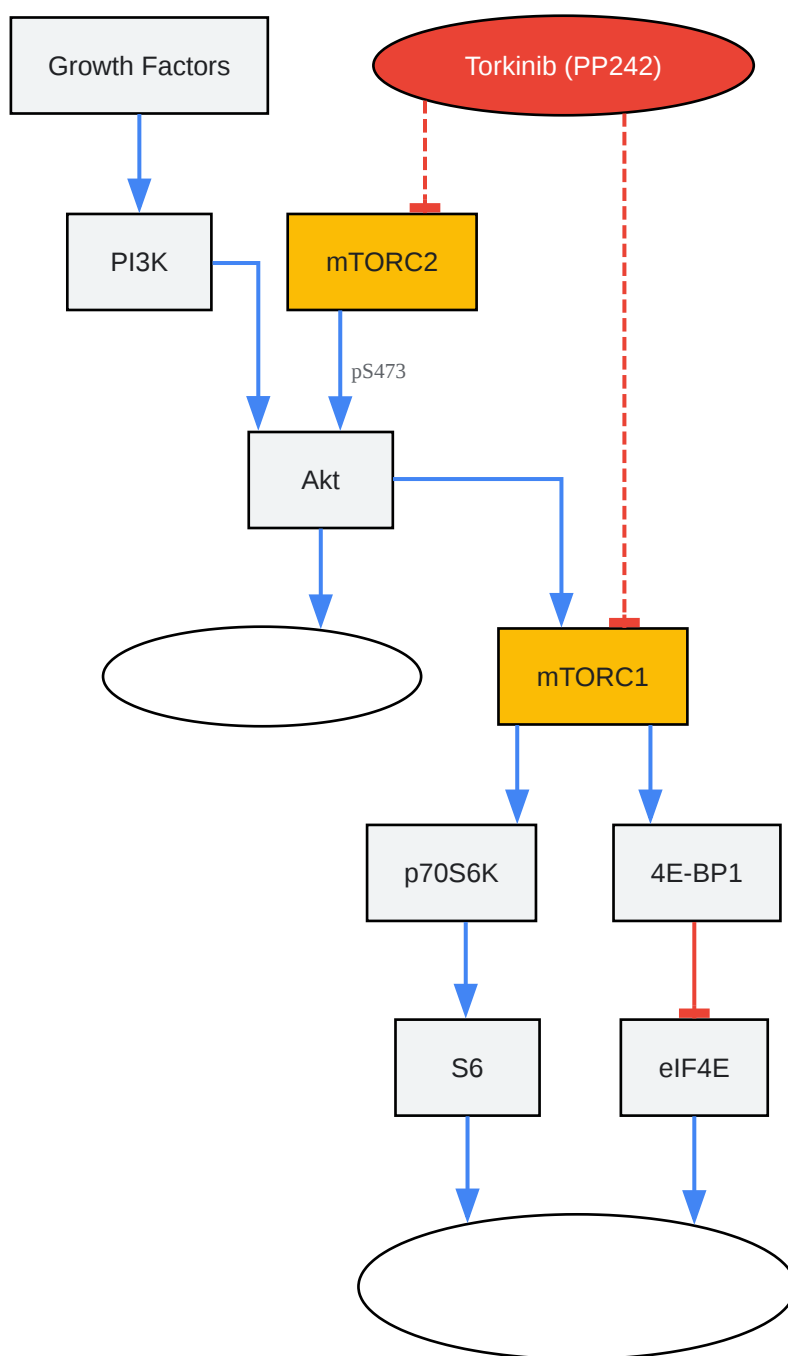 Growth Factors
Torkinib (PP242)
PI3K
mTORC2
pS473
Akt
mTORC1
p70S6K
4E-BP1
S6
eIF4E